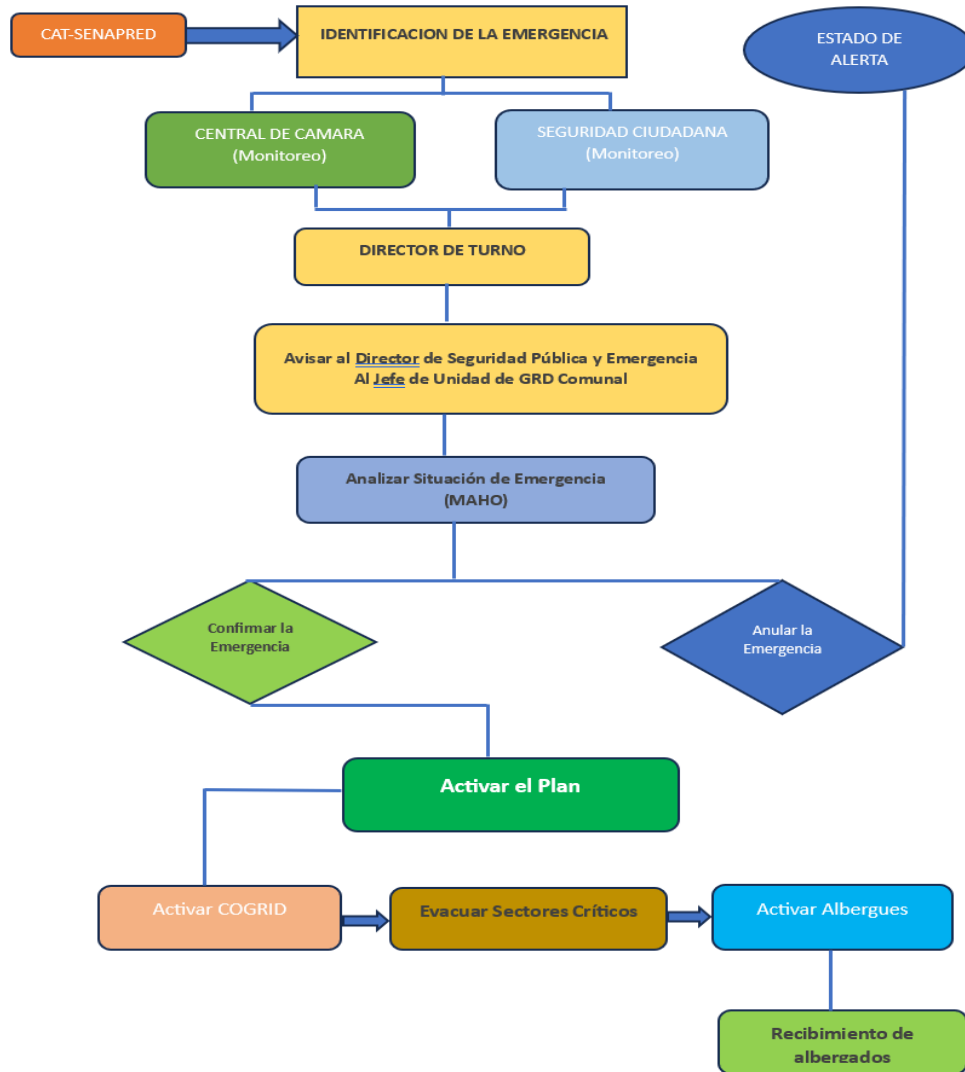 CAT-SENAPRED
IDENTIFICACION DE LA EMERGENCIA
ESTADO DE
ALERTA
CENTRAL DE CAMARA
(Monitoreo)
SEGURIDAD CIUDADANA
(Monitoreo)
DIRECTOR DE TURNO
Avisar al Director de Seguridad Pública y Emergencia
Al Jefe de Unidad de GRD Comunal
Analizar Situación de Emergencia
(MAHO)
Confirmar la
Emergencia
Anular la
Emergencia
Activar el Plan
Activar COGRID
Evacuar Sectores Críticos
Activar Albergues
Recibimiento de
albergados